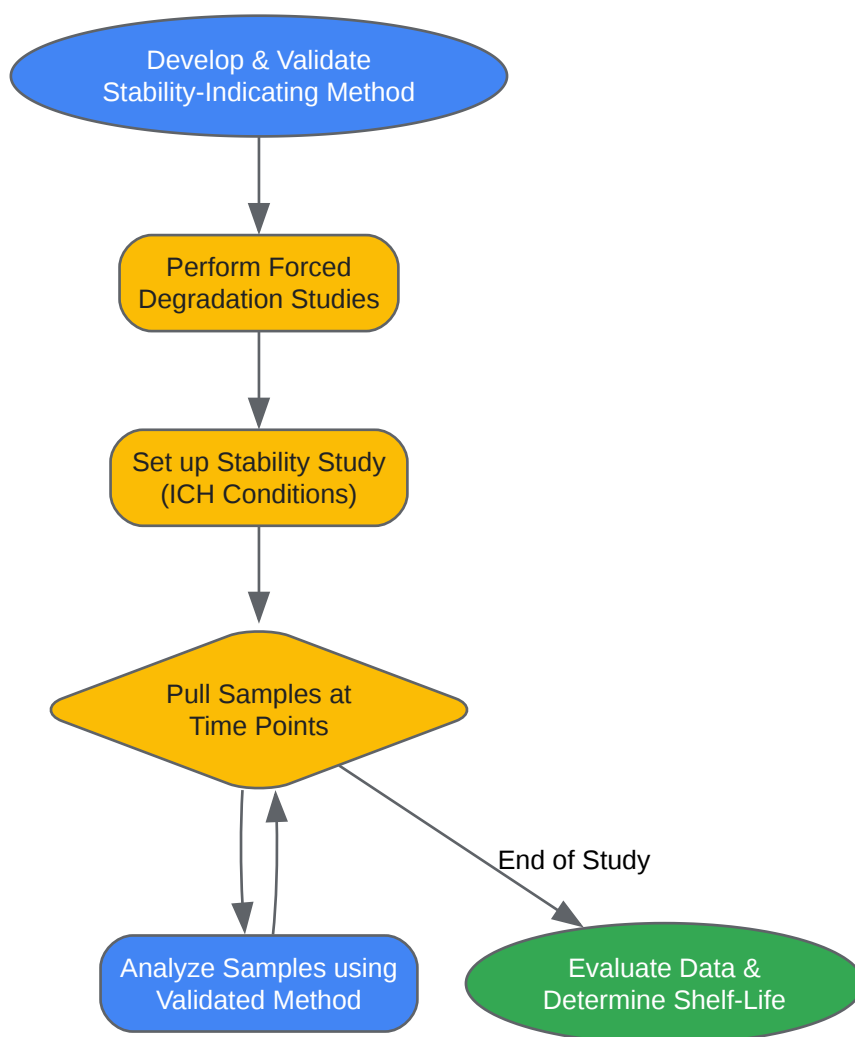 Develop & Validate
Stability-Indicating Method
Perform Forced
Degradation Studies
Set up Stability Study
(ICH Conditions)
Pull Samples at
Time Points
End of Study
Analyze Samples using
Validated Method
Evaluate Data &
Determine Shelf-Life